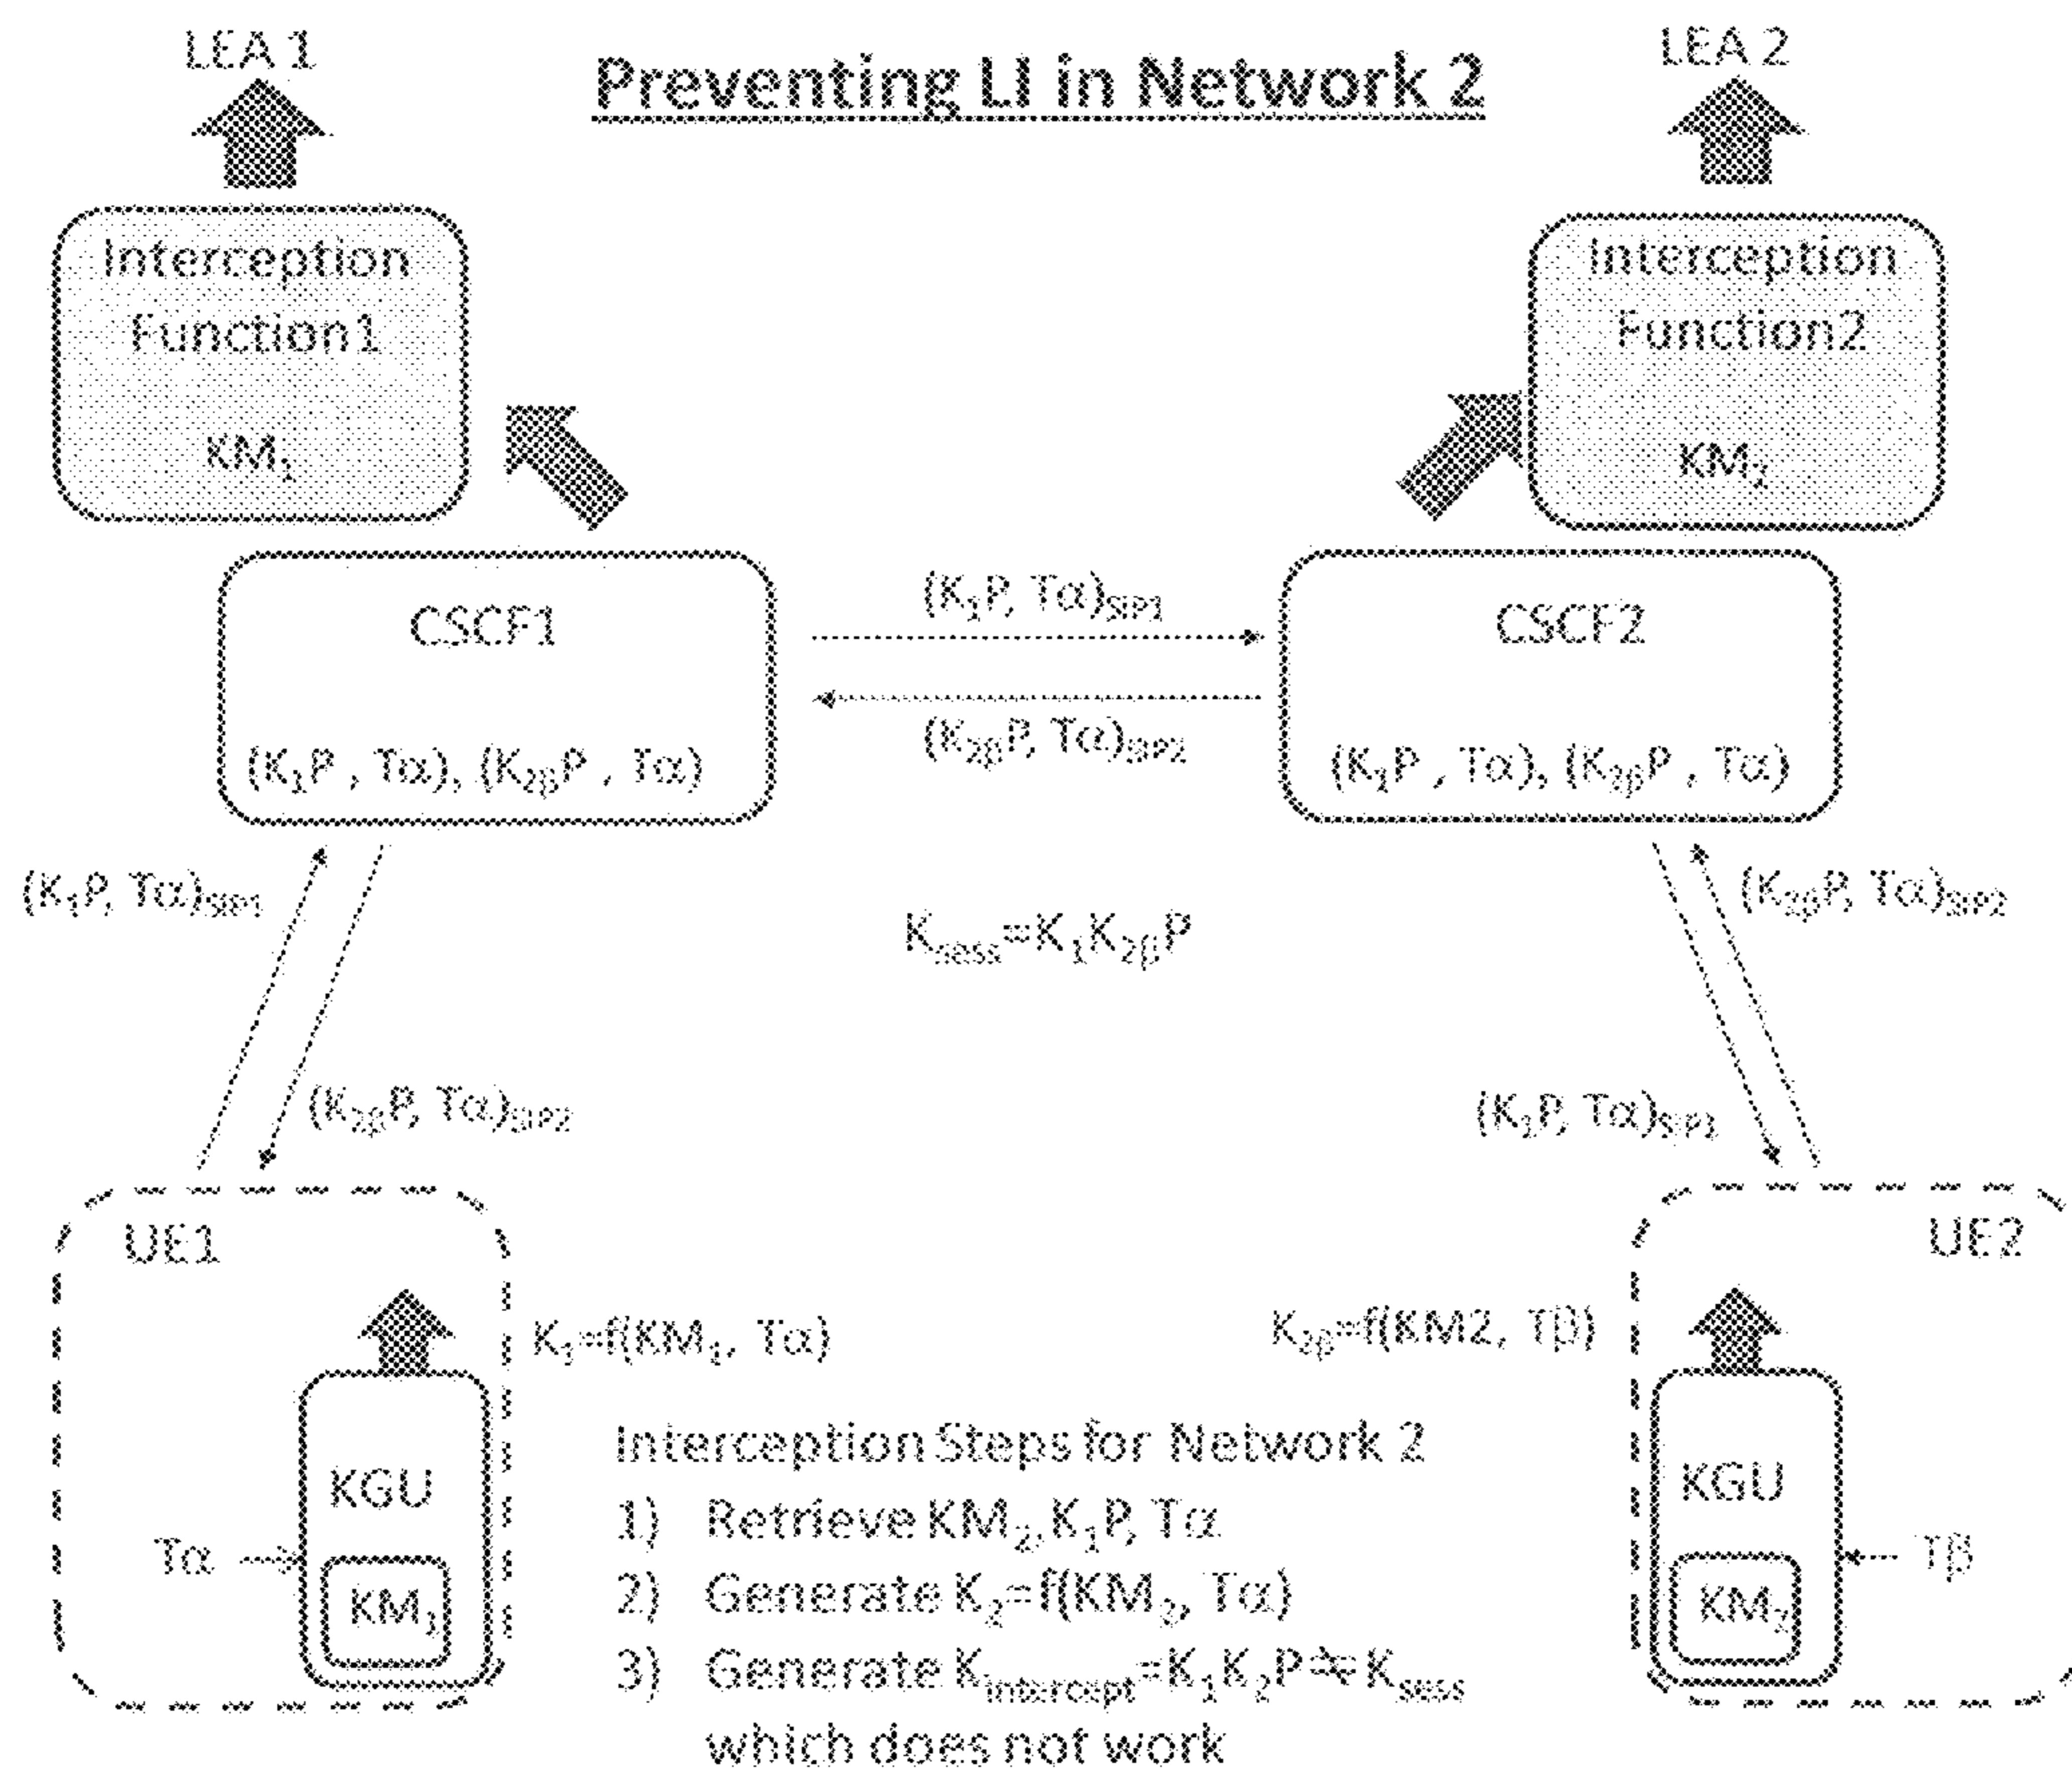 LEA 1
Preventing LI in Network 2
LEA 2
Interception
Function1
KM₁
Interception
Function2
KM₂
(K₁P, Tα)SIP1
CSCF1
CSCF2
(K₂βP, Tα)SIP2
(K₁P , Tα), (K₂βP , Tα)
(K₁P , Tα), (K₂βP , Tα)
(K₁P, Tα)SIP1
(K₂βP, Tα)SIP2
Ksess=K₁K₂βP
(K₂βP, Tα)SIP2
(K₁P, Tα)SIP1
UE1
UE2
K₁=f(KM₁, Tα)
K₂β=f(KM2, Tβ)
KGU
Tα
KM₁
KGU
Tβ
KM₂
Interception Steps for Network 2
1) Retrieve KM₂,K₁P, Tα
2) Generate K₂=f(KM₂, Tα)
3) Generate Kintercept=K₁K₂P≠Ksess
which does not work